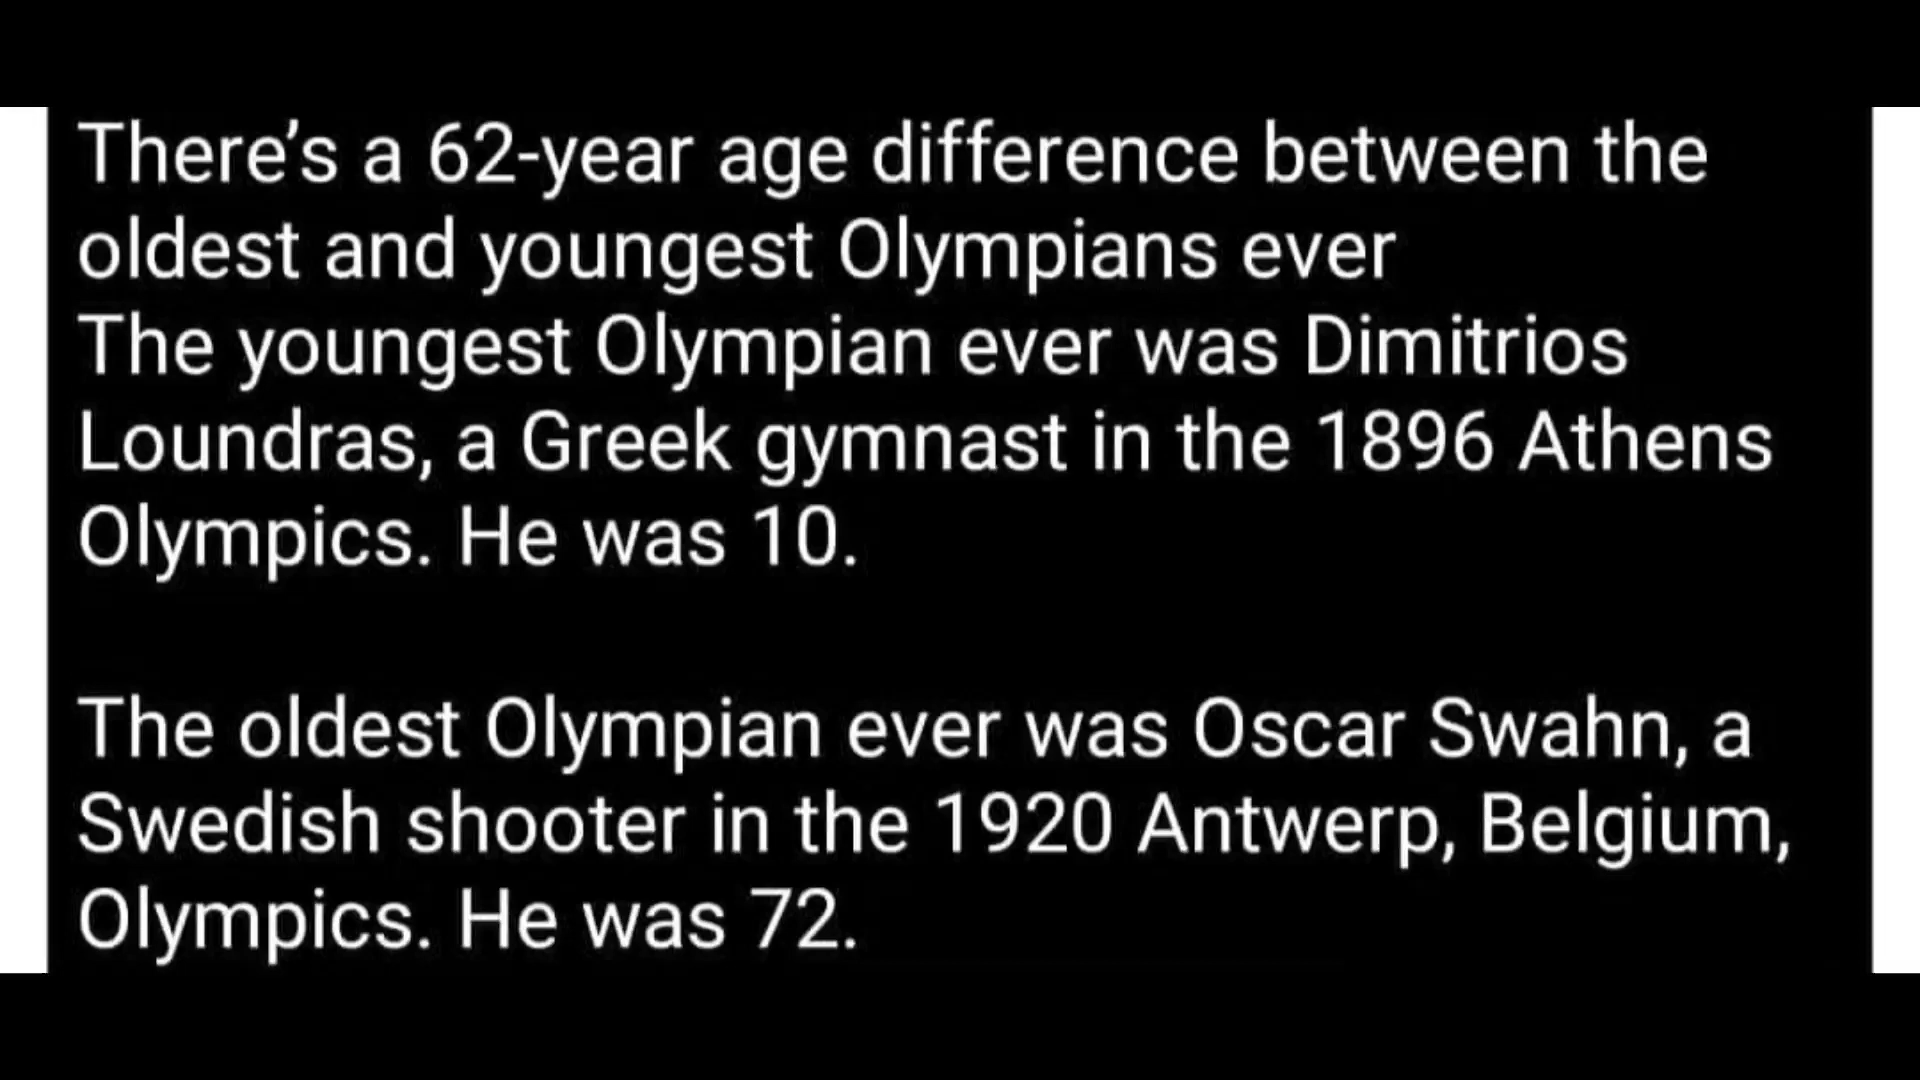 There’s a 62-year age difference between the
oldest and youngest Olympians ever
The youngest Olympian ever was Dimitrios
Loundras, a Greek gymnast in the 1896 Athens
Olympics. He was 10.
The oldest Olympian ever was Oscar Swahn, a
Swedish shooter in the 1920 Antwerp, Belgium,
Olympics. He was 72.